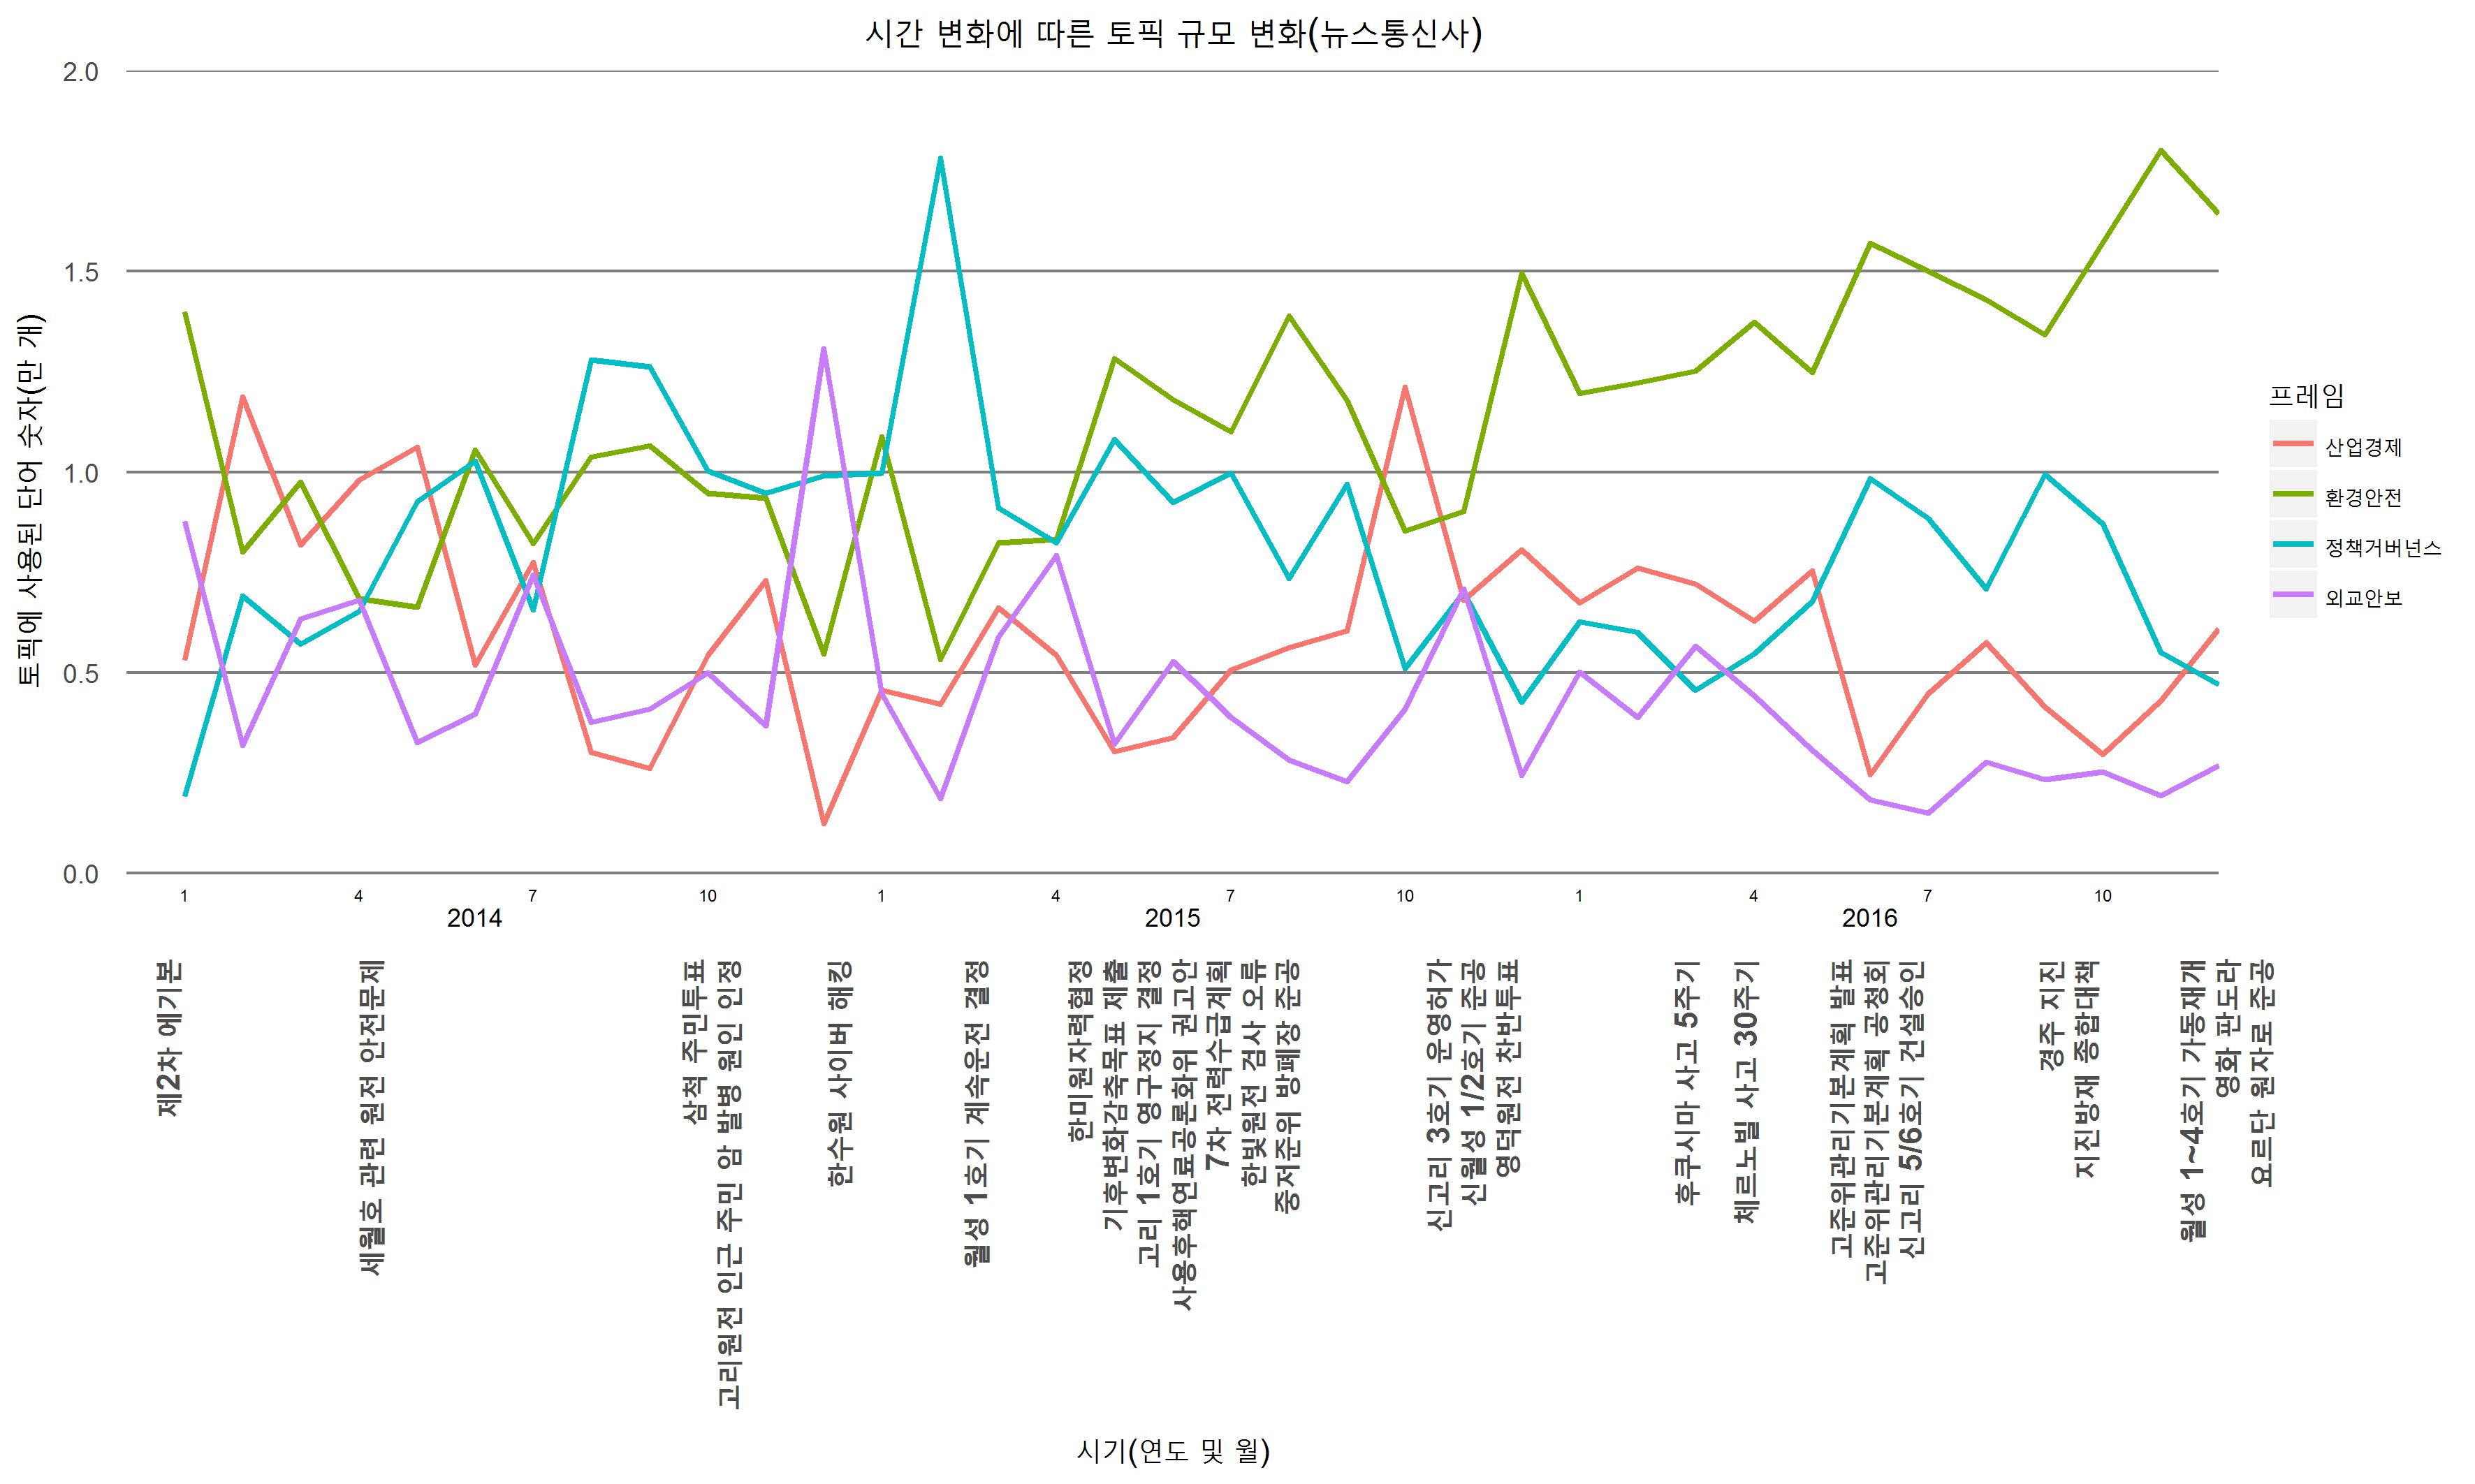 시간 변화에 따른 토픽 규모 변화(뉴스통신사)
토픽에 사용된 단어 숫자(만 개)
2.0
1.5
1.0
0.5
0.0
1
4
7
10
1
4
7
10
1
4
7
10
2014
2015
2016
제2차 에기본
세월호 관련 원전 안전문제
삼척 주민투표
고리원전 인근 주민 암 발병 원인 인정
한수원 사이버 해킹
월성 1호기 계속운전 결정
한미원자력협정
기후변화감축목표 제출
고리 1호기 영구정지 결정
사용후핵연료공론화위 권고안
7차 전력수급계획
한빛원전 검사 오류
중저준위 방폐장 준공
신고리 3호기 운영허가
신월성 1/2호기 준공
영덕원전 찬반투표
후쿠시마 사고 5주기
체르노빌 사고 30주기
고준위관리기본계획 발표
고준위관리기본계획 공청회
신고리 5/6호기 건설승인
경주 지진
지진방재 종합대책
월성 1~4호기 가동재개
영화 판도라
요르단 원자로 준공
시기(연도 및 월)
프레임
산업경제
환경안전
정책거버넌스
외교안보